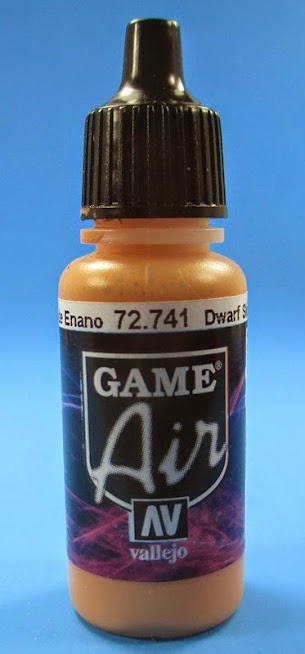 Enano 72.741 Dwarf
GAME®
Air
AV
vallejo